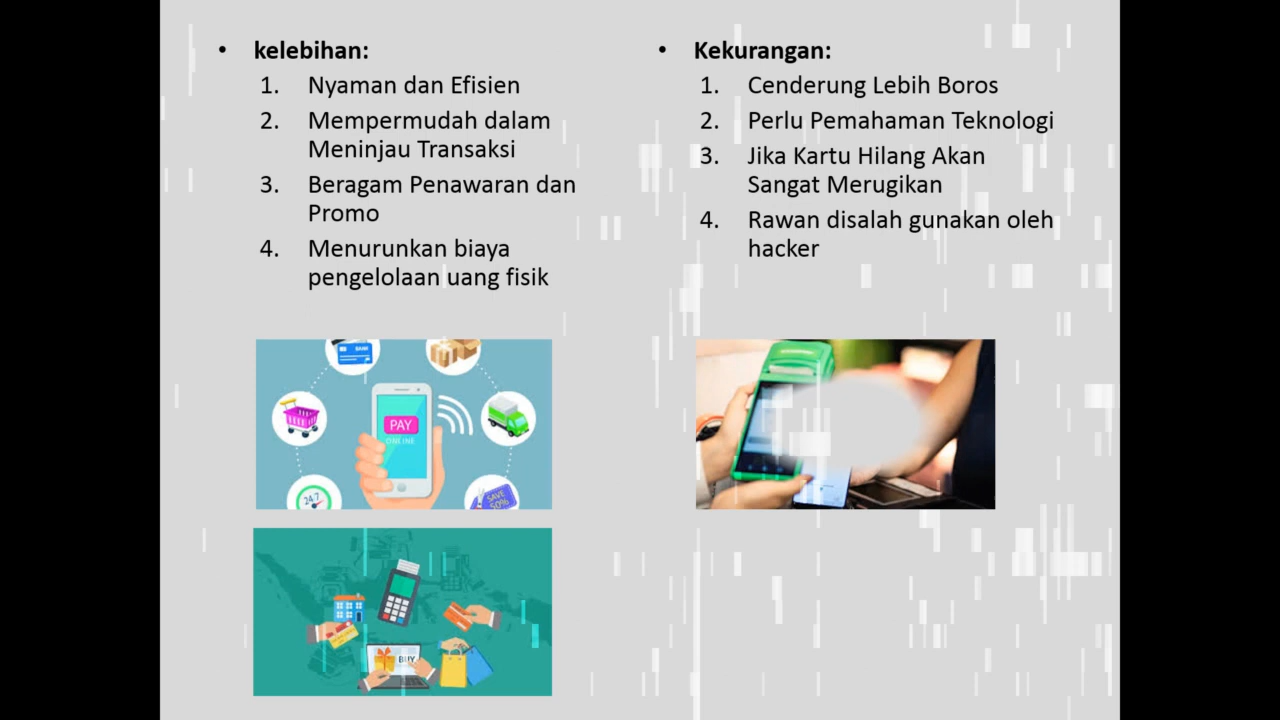 • kelebihan:
1. Nyaman dan Efisien
2. Mempermudah dalam
Meninjau Transaksi
3. Beragam Penawaran dan
Promo
4. Menurunkan biaya
pengelolaan uang fisik
• Kekurangan:
1. Cenderung Lebih Boros
2. Perlu Pemahaman Teknologi
3. Jika Kartu Hilang Akan
Sangat Merugikan
4. Rawan disalah gunakan oleh
hacker
BANK
PAY
ONLINE
24/7
SAVE
50%
BUY